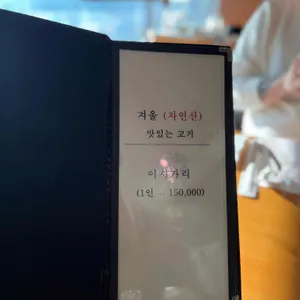 겨울 (자연산)
맛있는 고기
이시가리
(1인 - 150,000)